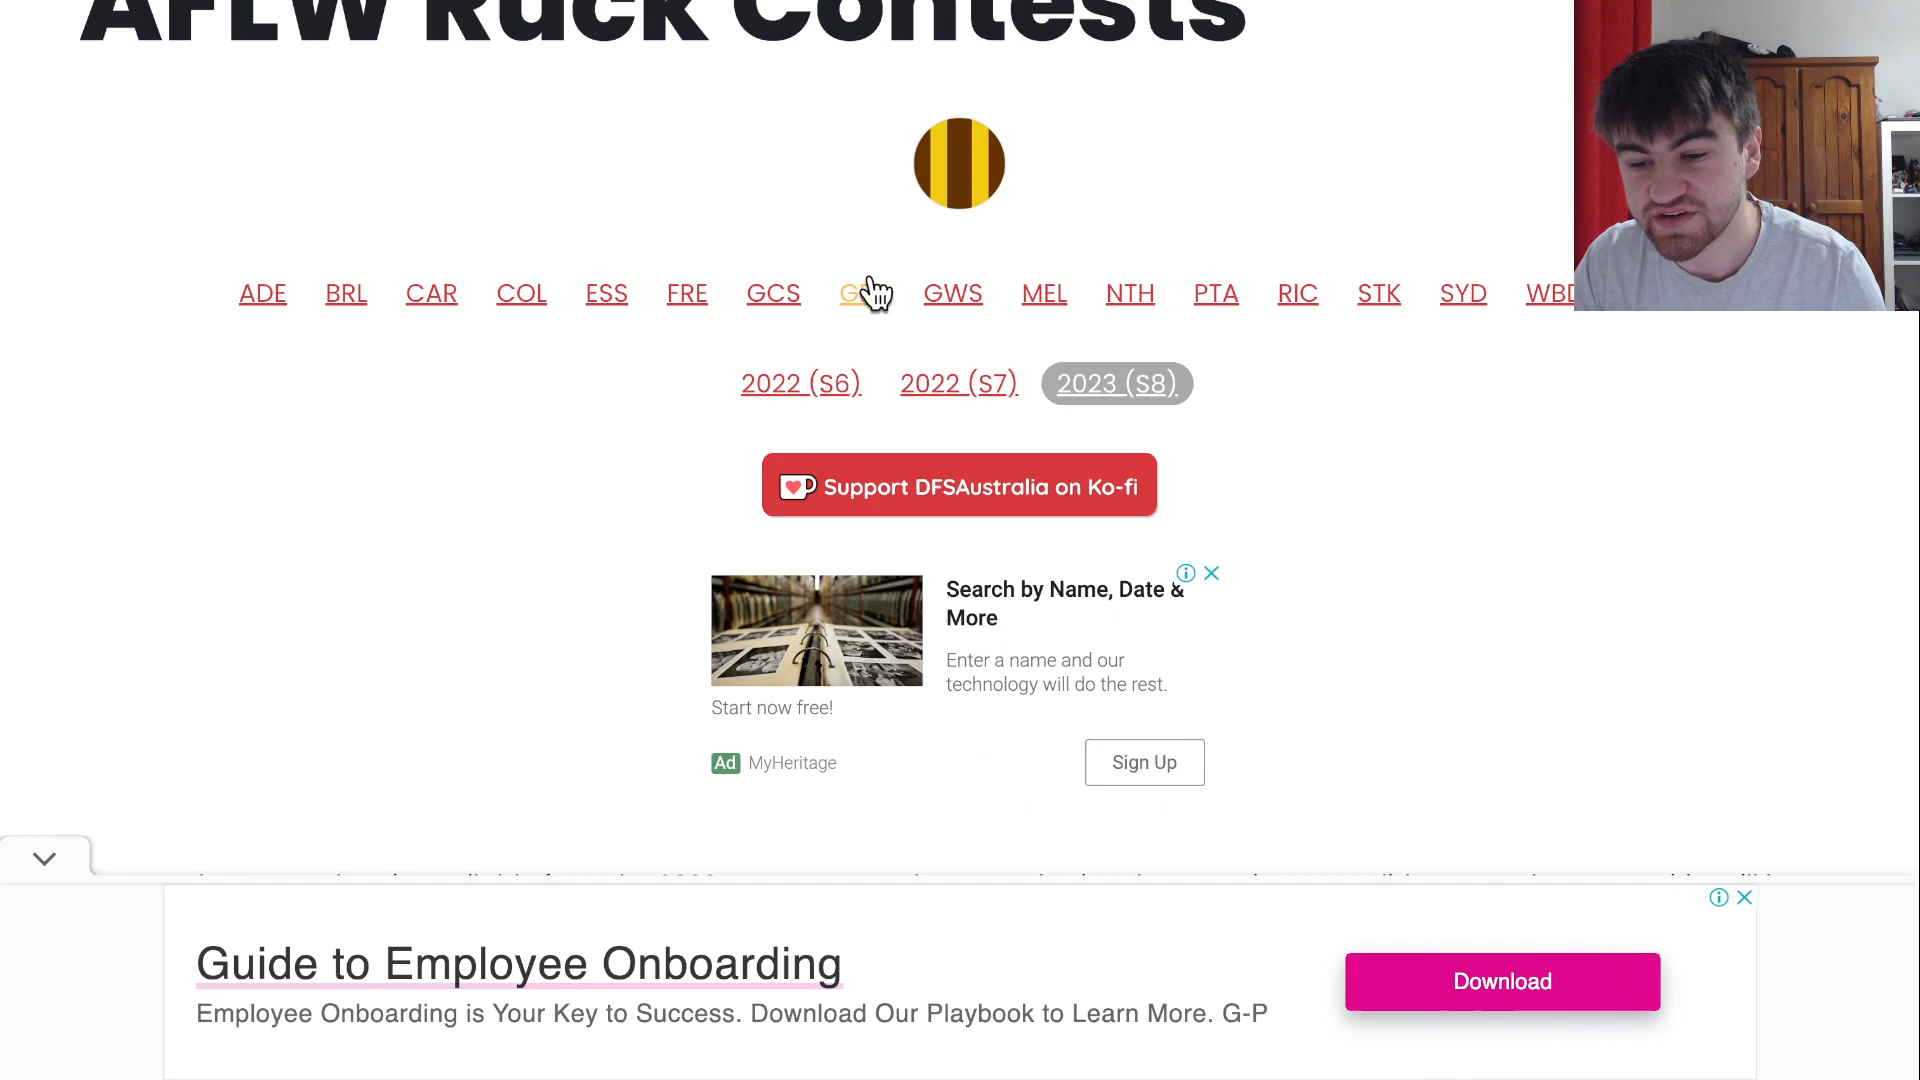 AFLW Ruck Contests
ADE BRL CAR COL ESS FRE GCS GWS MEL NTH PTA RIC STK SYD WBD
2022 (S6) 2022 (S7) 2023 (S8)
Support DFSAustralia on Ko-fi
Search by Name, Date &
More
Enter a name and our
technology will do the rest.
Start now free!
Ad MyHeritage
Sign Up
Guide to Employee Onboarding
Download
Employee Onboarding is Your Key to Success. Download Our Playbook to Learn More. G-P